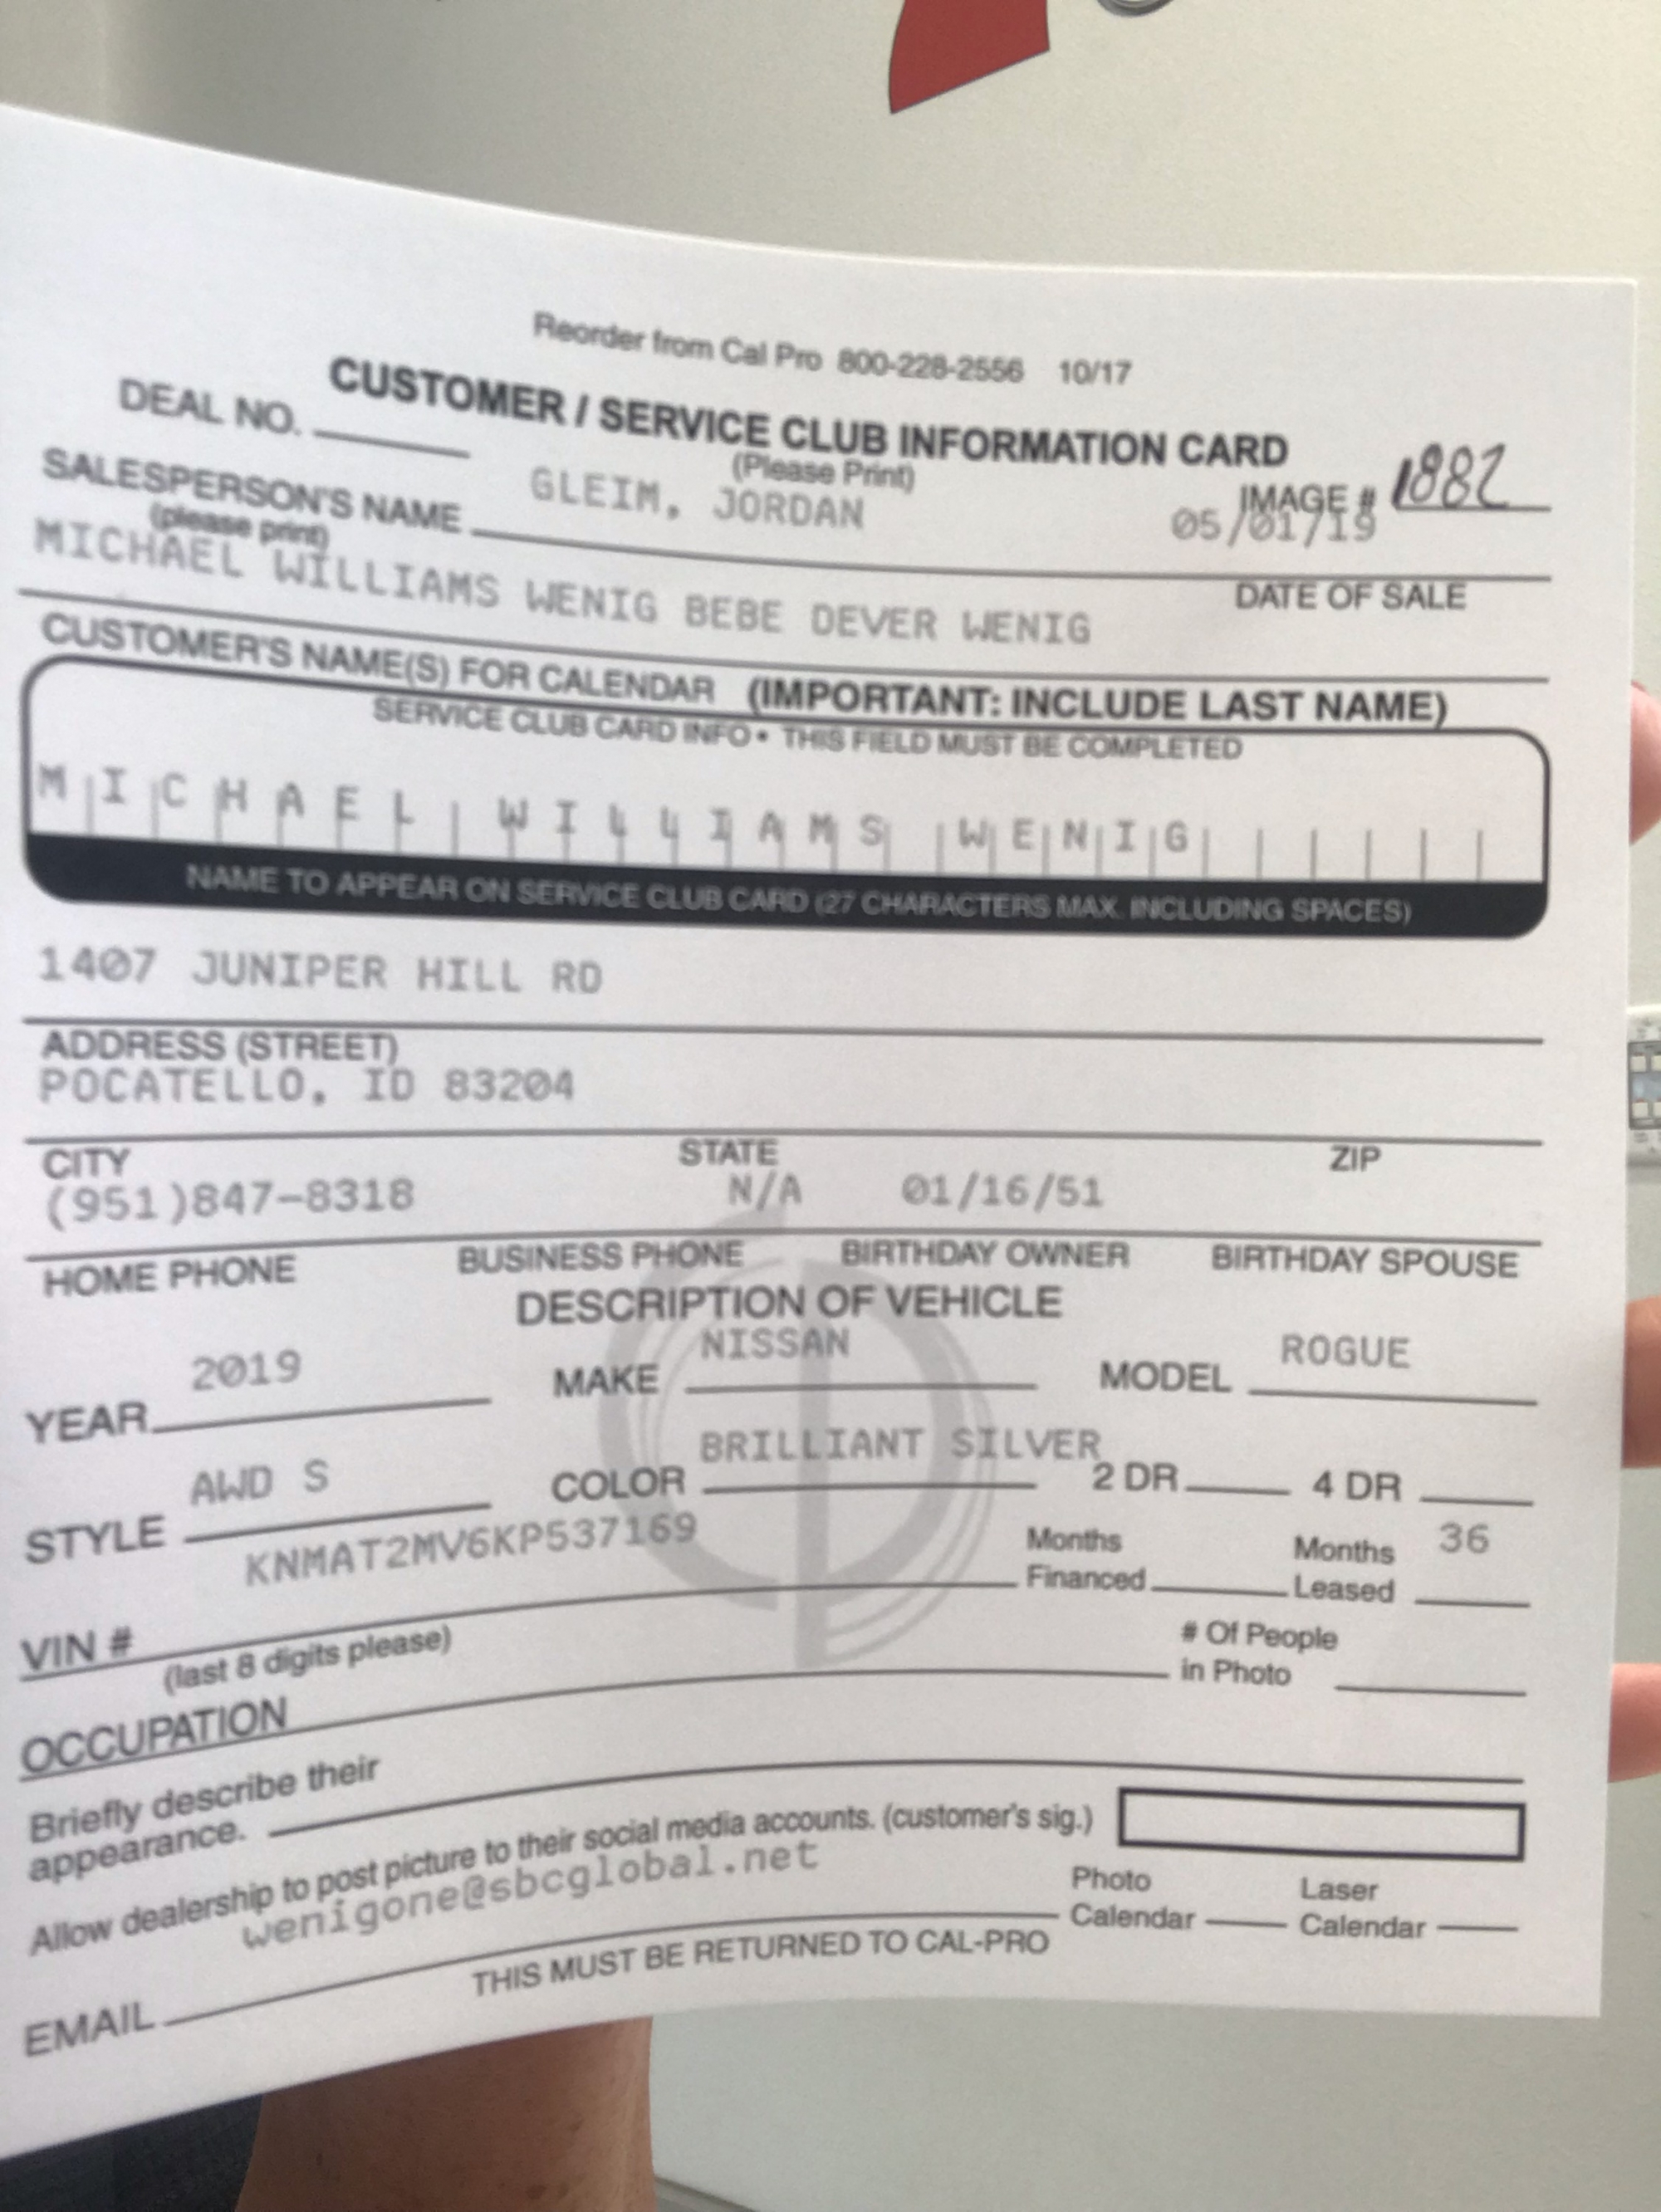 Reorder from Cal Pro 800-228-2556 10/17
CUSTOMER / SERVICE CLUB INFORMATION CARD
(Please Print)
DEAL NO.
IMAGE # 1882
SALESPERSON'S NAME GLEIM, JORDAN 05/01/19
(please print)
DATE OF SALE
MICHAEL WILLIAMS WENIG BEBE DEVER WENIG
CUSTOMER'S NAME(S) FOR CALENDAR (IMPORTANT: INCLUDE LAST NAME)
SERVICE CLUB CARD INFO • THIS FIELD MUST BE COMPLETED
MICHAEL WILLIAMS WENIG
NAME TO APPEAR ON SERVICE CLUB CARD (27 CHARACTERS MAX. INCLUDING SPACES)
1407 JUNIPER HILL RD
ADDRESS (STREET)
POCATELLO, ID 83204
CITY STATE ZIP
(951)847-8318 N/A 01/16/51
HOME PHONE BUSINESS PHONE BIRTHDAY OWNER BIRTHDAY SPOUSE
DESCRIPTION OF VEHICLE
YEAR 2019 MAKE NISSAN MODEL ROGUE
STYLE AWD S COLOR BRILLIANT SILVER 2 DR 4 DR
VIN # KNMAT2MV6KP537169 Months Financed Months Leased 36
(last 8 digits please)
# Of People in Photo
OCCUPATION
Briefly describe their
appearance.
Allow dealership to post picture to their social media accounts. (customer's sig.)
EMAIL wenigone@sbcglobal.net
Photo Calendar Laser Calendar
THIS MUST BE RETURNED TO CAL-PRO